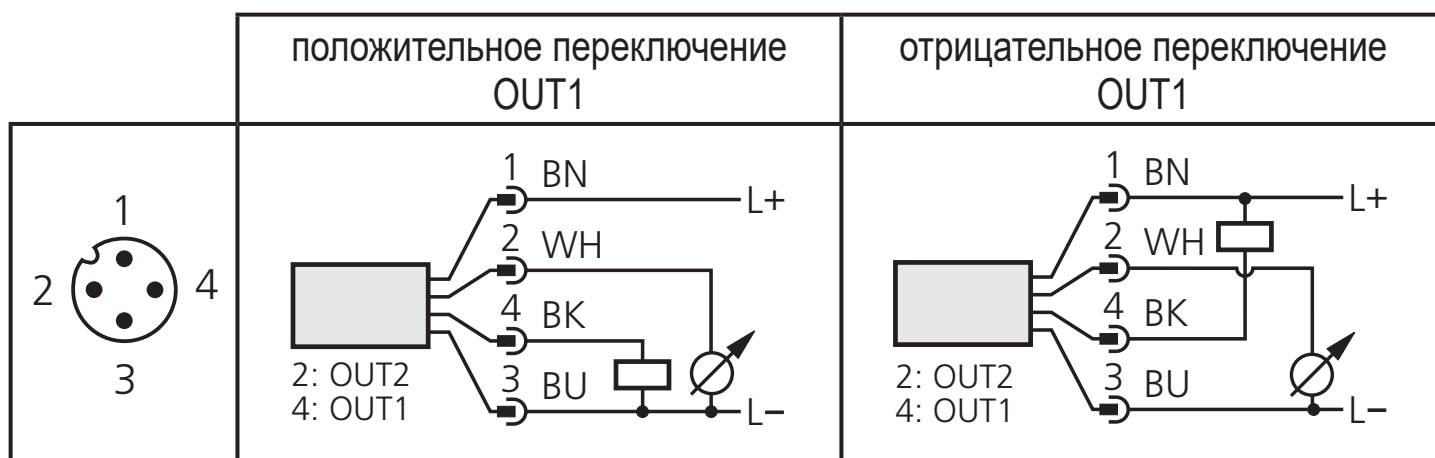 положительное переключение
OUT1
отрицательное переключение
OUT1
1
2
4
3
1 BN
L+
2 WH
4 BK
3 BU
L–
2: OUT2
4: OUT1
1 BN
L+
2 WH
4 BK
3 BU
L–
2: OUT2
4: OUT1